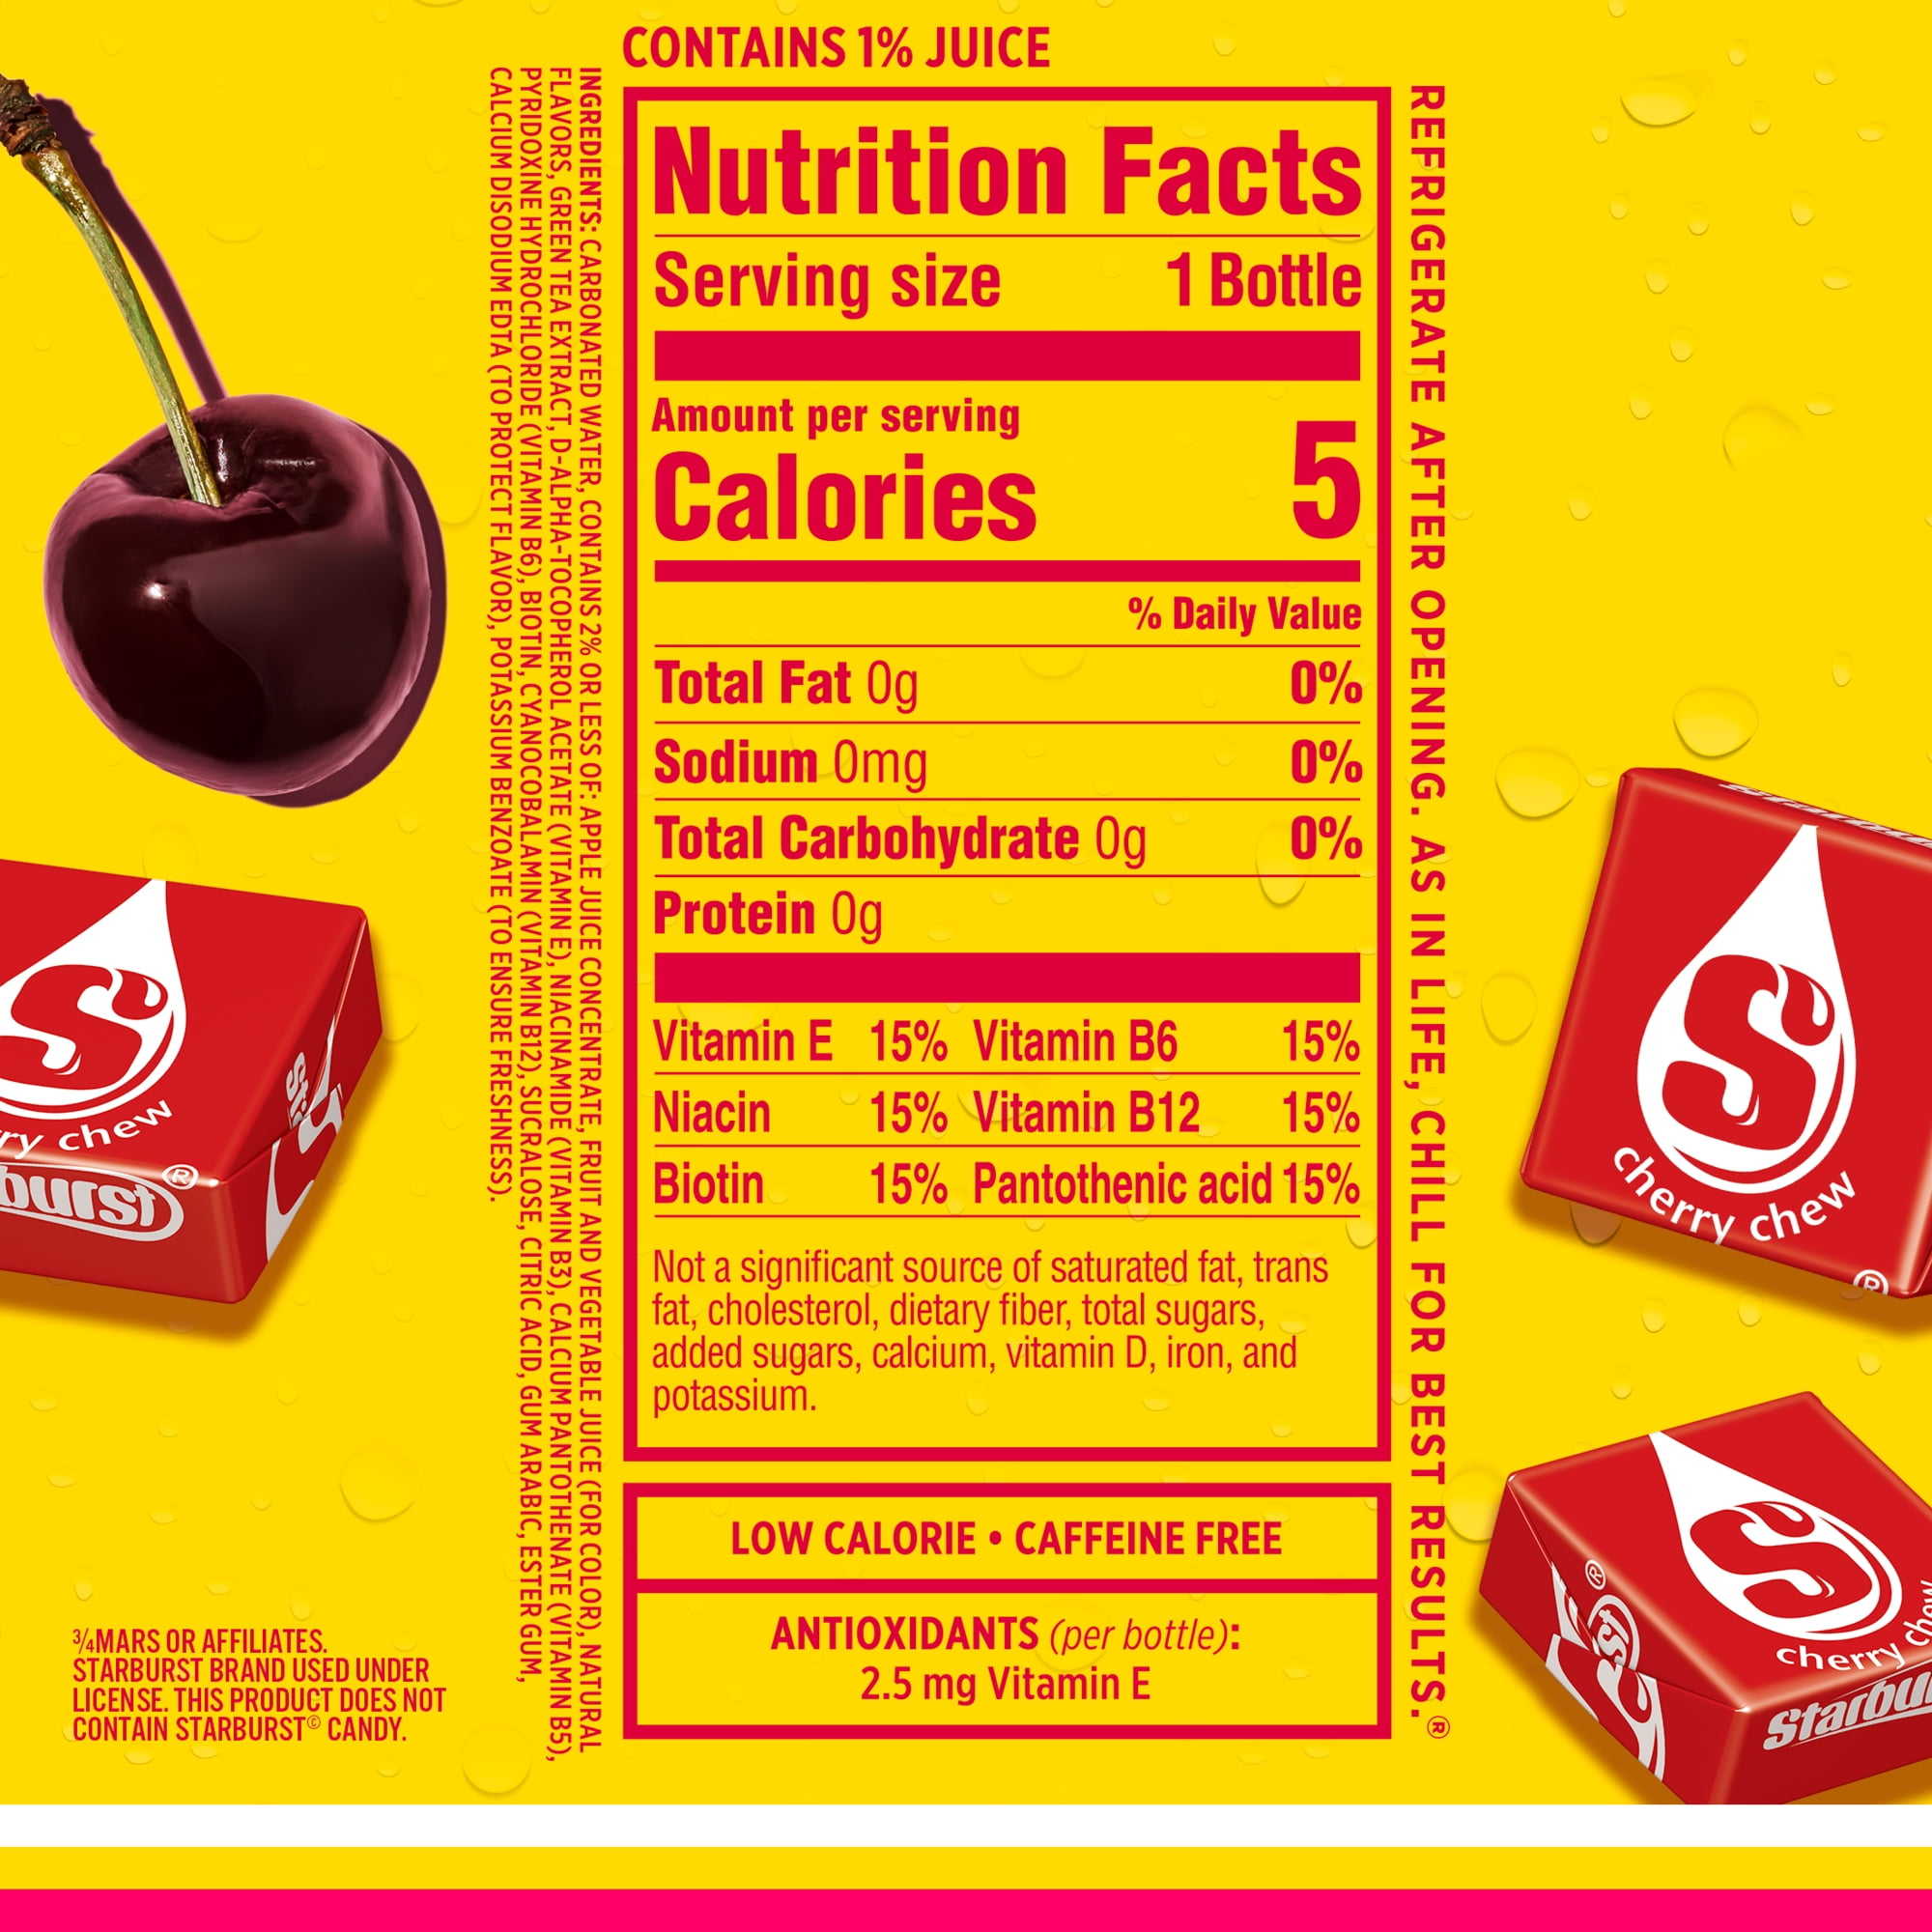 CONTAINS 1% JUICE
Nutrition Facts
Serving size 1 Bottle
Amount per serving
Calories 5
% Daily Value
Total Fat 0g 0%
Sodium 0mg 0%
Total Carbohydrate 0g 0%
Protein 0g
Vitamin E 15% Vitamin B6 15%
Niacin 15% Vitamin B12 15%
Biotin 15% Pantothenic acid 15%
Not a significant source of saturated fat, trans
fat, cholesterol, dietary fiber, total sugars,
added sugars, calcium, vitamin D, iron, and
potassium.
LOW CALORIE • CAFFEINE FREE
ANTIOXIDANTS (per bottle):
2.5 mg Vitamin E
INGREDIENTS: CARBONATED WATER, CONTAINS 2% OR LESS OF: APPLE JUICE CONCENTRATE, FRUIT AND VEGETABLE JUICE (FOR COLOR), NATURAL
FLAVORS, GREEN TEA EXTRACT, D-ALPHA-TOCOPHEROL ACETATE (VITAMIN E), NIACINAMIDE (VITAMIN B3), CALCIUM PANTOTHENATE (VITAMIN B5),
PYRIDOXINE HYDROCHLORIDE (VITAMIN B6), BIOTIN, CYANOCOBALAMIN (VITAMIN B12), SUCRALOSE, CITRIC ACID, GUM ARABIC, ESTER GUM,
CALCIUM DISODIUM EDTA (TO PROTECT FLAVOR), POTASSIUM BENZOATE (TO ENSURE FRESHNESS).
REFRIGERATE AFTER OPENING. AS IN LIFE, CHILL FOR BEST RESULTS.®
S
ry chew
burst®
S
cherry chew
®
S
cherry chew
Starbu
¾MARS OR AFFILIATES.
STARBURST BRAND USED UNDER
LICENSE. THIS PRODUCT DOES NOT
CONTAIN STARBURST© CANDY.